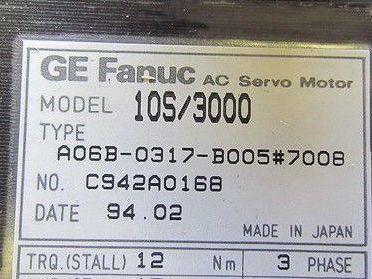 GE Fanuc AC Servo Motor
MODEL 10S/3000
TYPE
A06B-0317-B005#7008
NO. C942A0168
DATE 94.02
MADE IN JAPAN
TRQ.(STALL) 12 Nm 3 PHASE